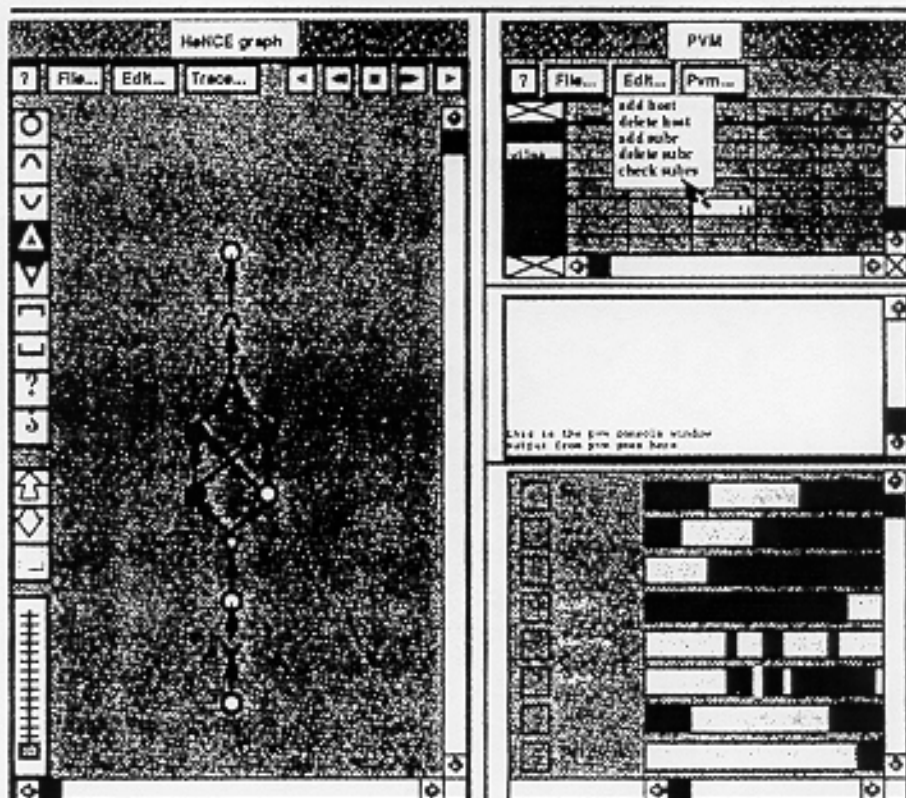 HeNCE graph
? File... Edit... Trace...
PVM
? File... Edit... Pvm...
add host
delete host
add subr
delete subr
check subrs
?
This is the pvm console window
output from pvm goes here